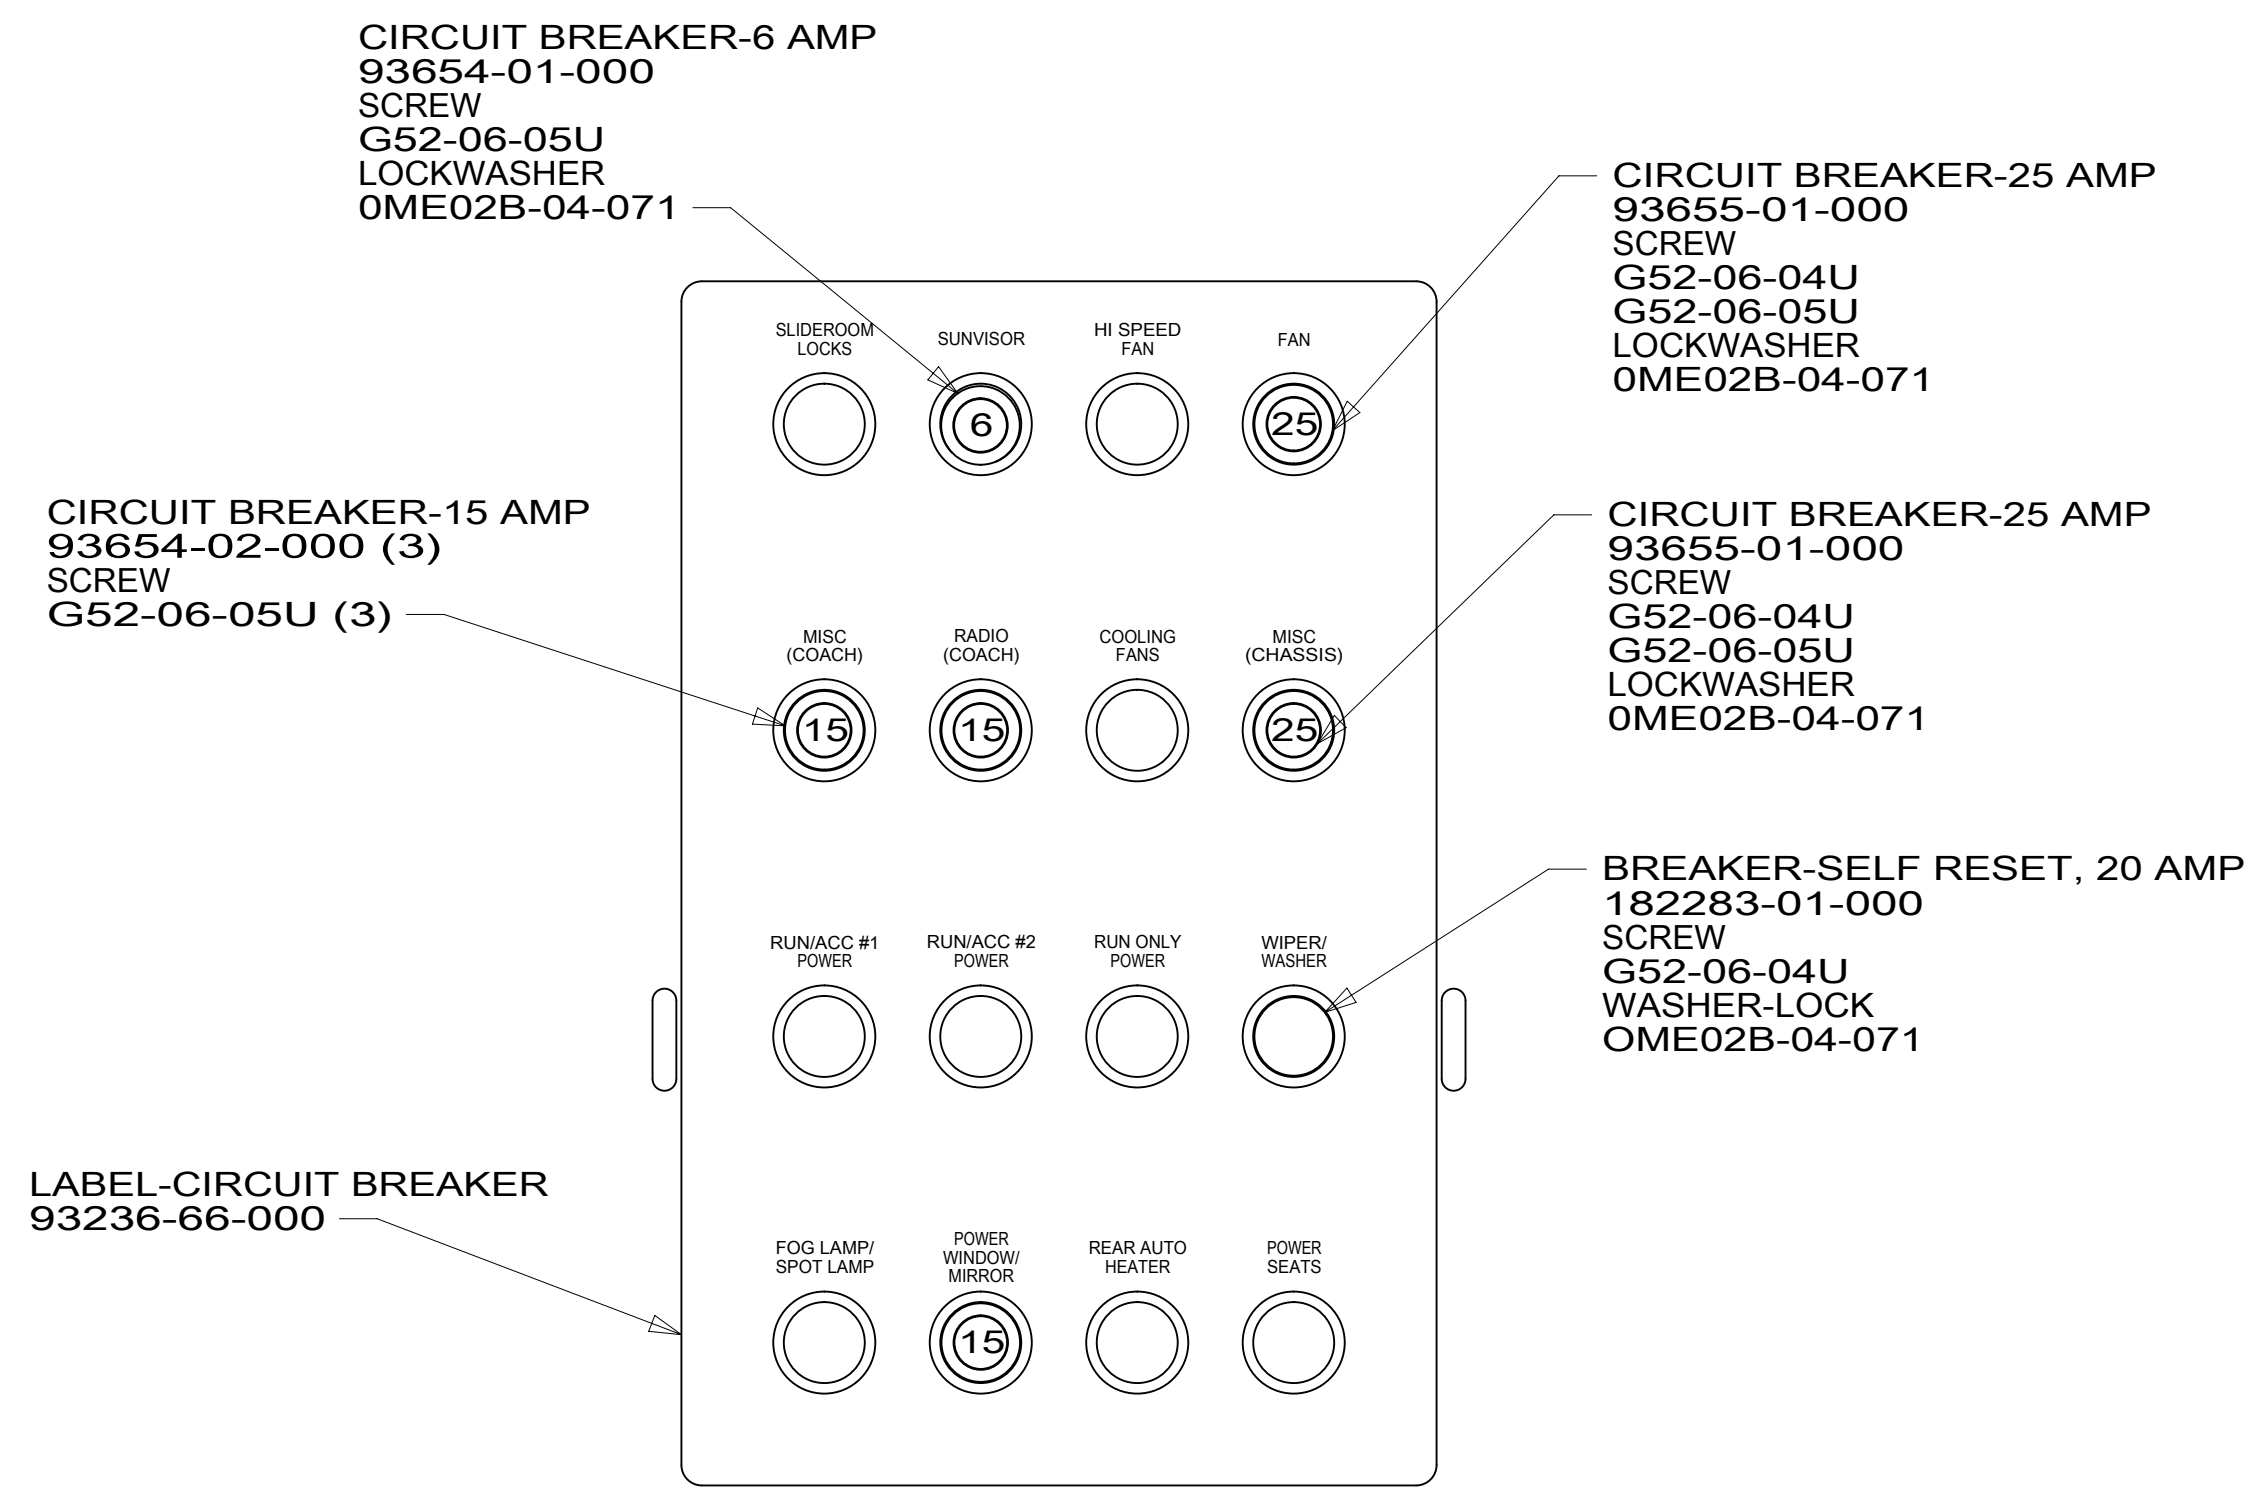 CIRCUIT BREAKER-6 AMP
93654-01-000
SCREW
G52-06-05U
LOCKWASHER
0ME02B-04-071
CIRCUIT BREAKER-25 AMP
93655-01-000
SCREW
G52-06-04U
G52-06-05U
LOCKWASHER
0ME02B-04-071
SLIDEROOM
LOCKS
SUNVISOR
HI SPEED
FAN
FAN
6
25
CIRCUIT BREAKER-15 AMP
93654-02-000 (3)
SCREW
G52-06-05U (3)
CIRCUIT BREAKER-25 AMP
93655-01-000
SCREW
G52-06-04U
G52-06-05U
LOCKWASHER
0ME02B-04-071
MISC
(COACH)
RADIO
(COACH)
COOLING
FANS
MISC
(CHASSIS)
15
15
25
BREAKER-SELF RESET, 20 AMP
182283-01-000
SCREW
G52-06-04U
WASHER-LOCK
OME02B-04-071
RUN/ACC #1
POWER
RUN/ACC #2
POWER
RUN ONLY
POWER
WIPER/
WASHER
LABEL-CIRCUIT BREAKER
93236-66-000
FOG LAMP/
SPOT LAMP
POWER
WINDOW/
MIRROR
REAR AUTO
HEATER
POWER
SEATS
15